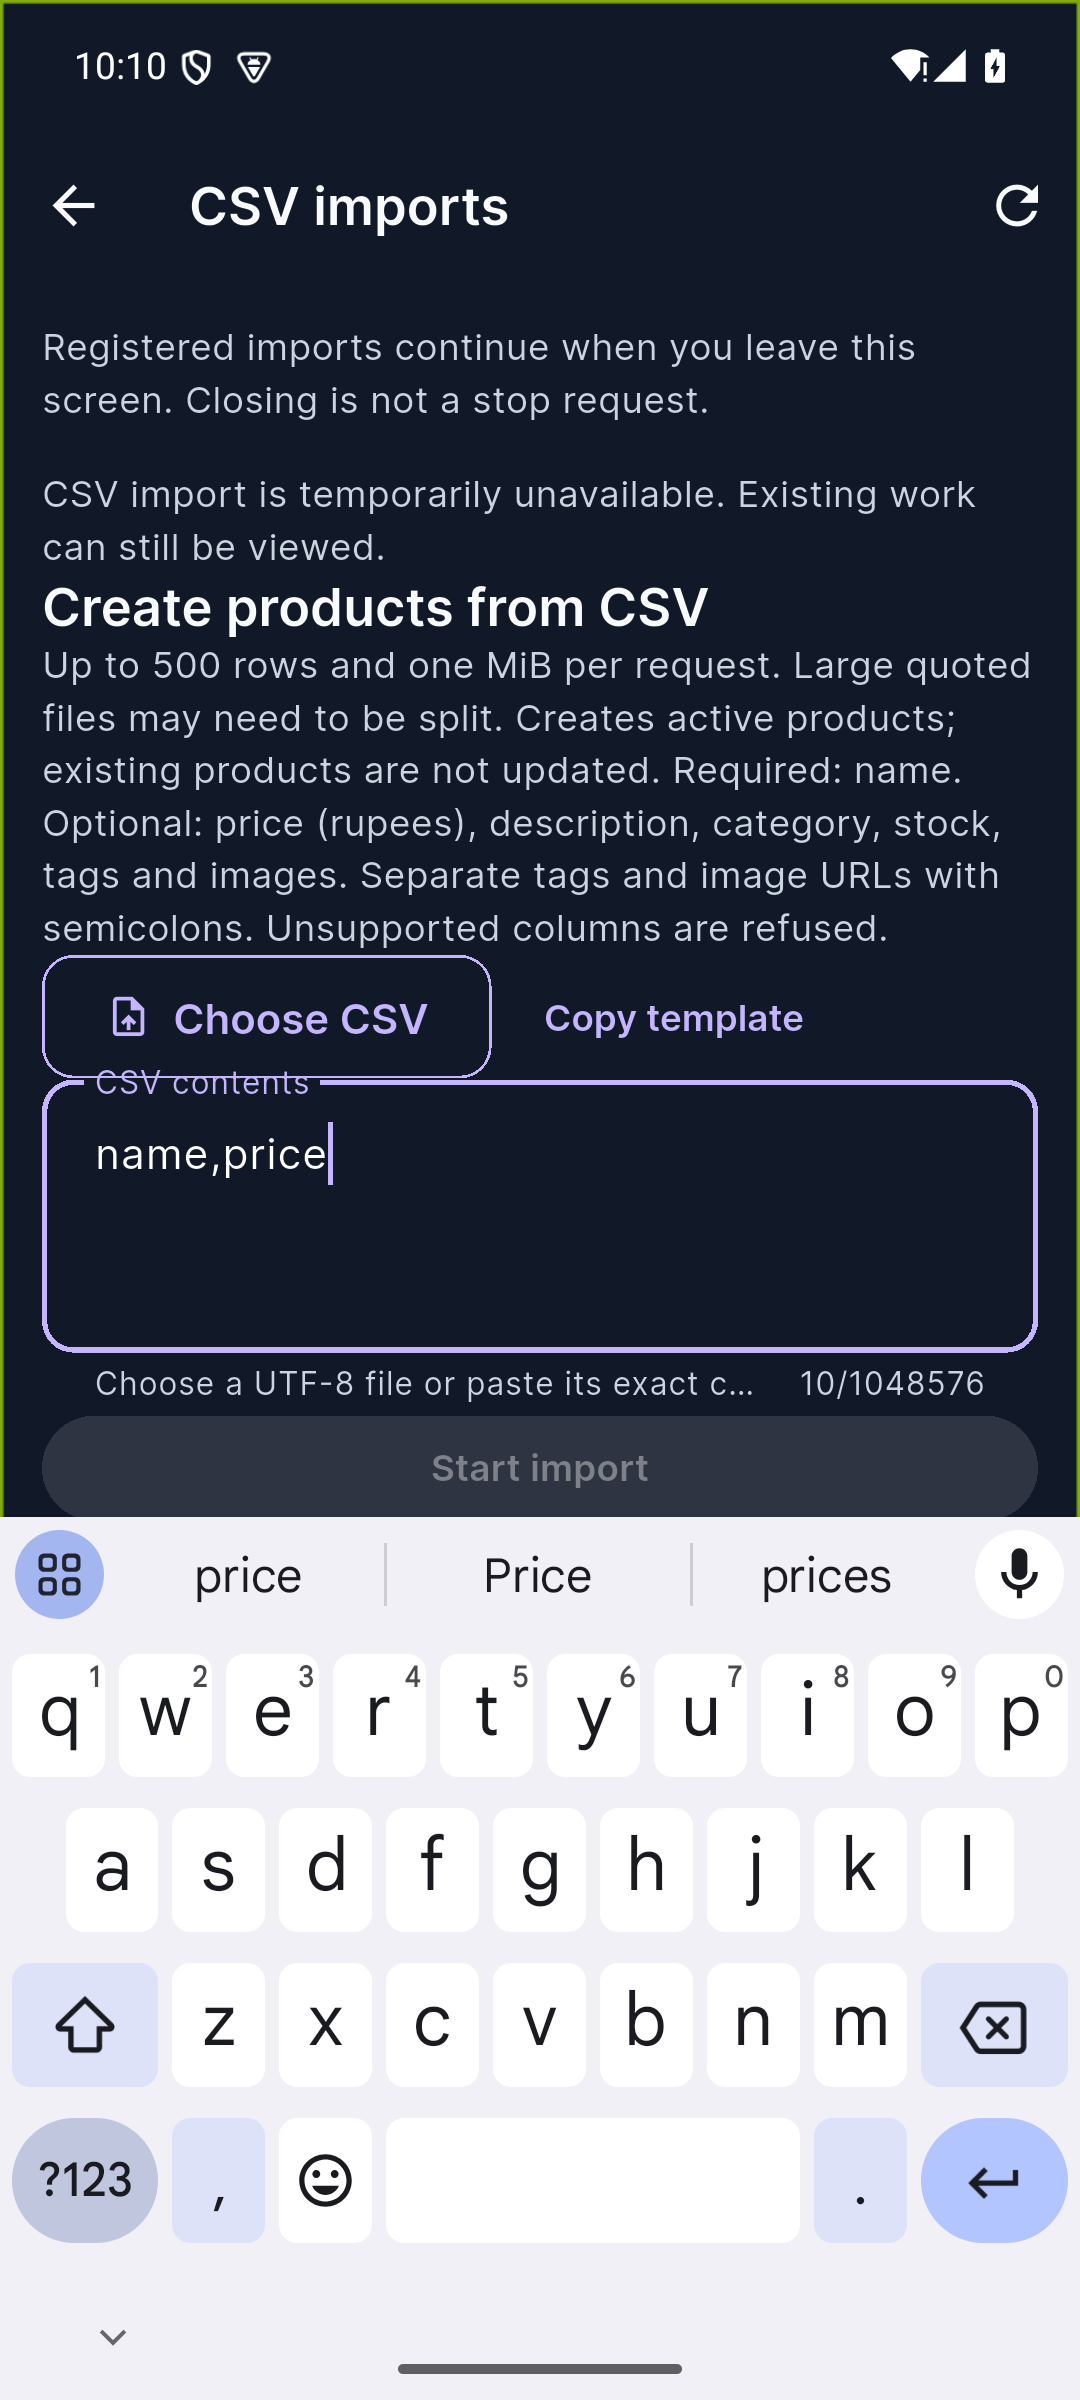 10:10
CSV imports
Registered imports continue when you leave this
screen. Closing is not a stop request.
CSV import is temporarily unavailable. Existing work
can still be viewed.
Create products from CSV
Up to 500 rows and one MiB per request. Large quoted
files may need to be split. Creates active products;
existing products are not updated. Required: name.
Optional: price (rupees), description, category, stock,
tags and images. Separate tags and image URLs with
semicolons. Unsupported columns are refused.
Choose CSV Copy template
CSV contents
name,price
Choose a UTF-8 file or paste its exact c... 10/1048576
Start import
price Price prices
q 1 w 2 e 3 r 4 t 5 y 6 u 7 i 8 o 9 p 0
a s d f g h j k l
z x c v b n m
?123 , .